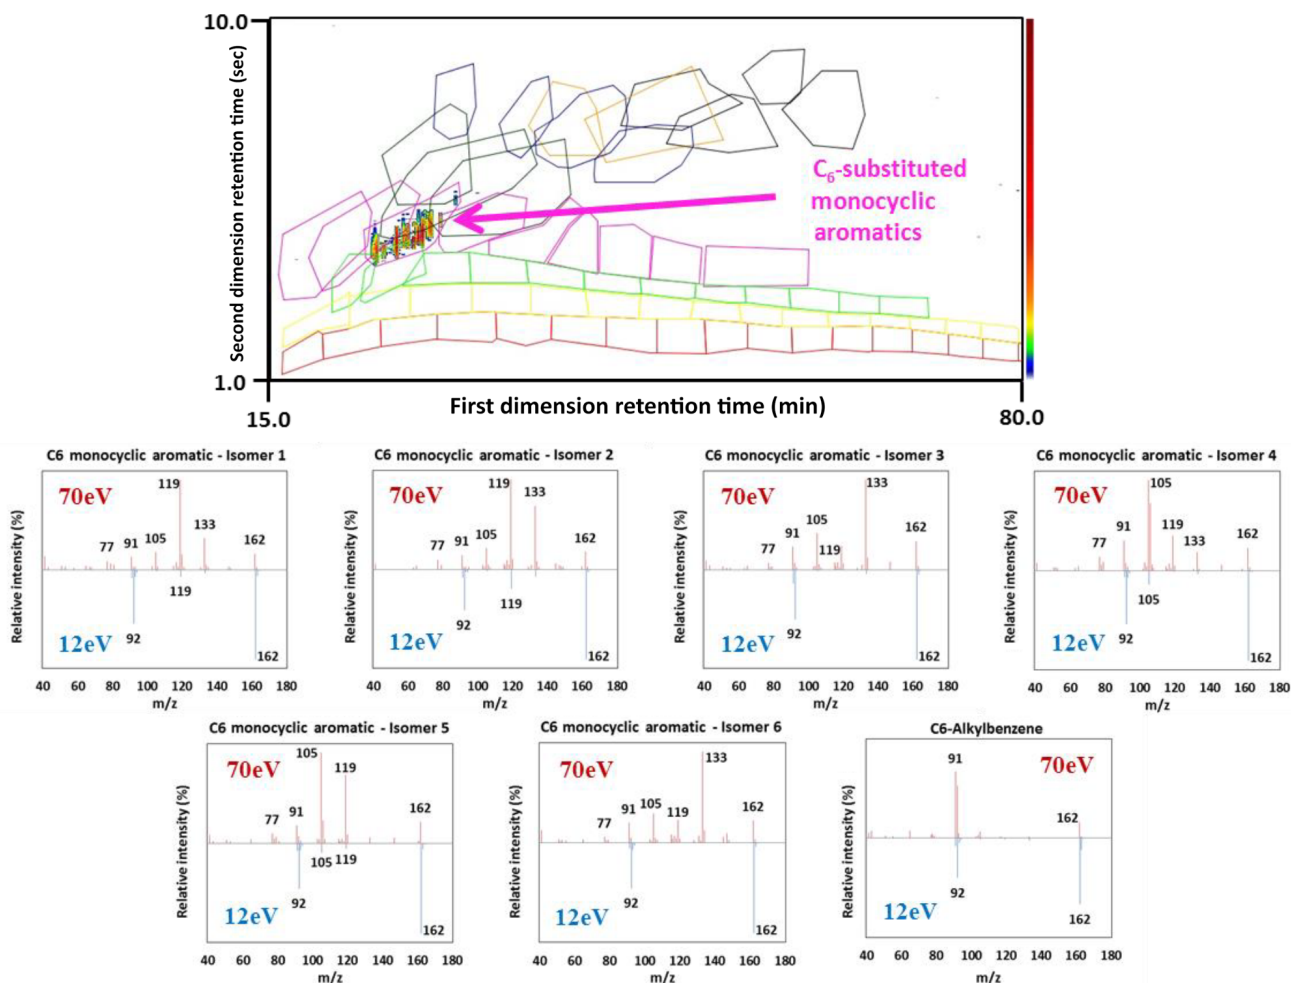 10.0
Second dimension retention time (sec)
1.0
15.0
First dimension retention time (min)
80.0
C6-substituted
monocyclic
aromatics
C6 monocyclic aromatic - Isomer 1
70eV
119
133
105
91
77
162
119
92
12eV
162
Relative intensity (%)
40 60 80 100 120 140 160 180
m/z
C6 monocyclic aromatic - Isomer 2
70eV
119
133
105
91
77
162
119
92
12eV
162
Relative intensity (%)
40 60 80 100 120 140 160 180
m/z
C6 monocyclic aromatic - Isomer 3
70eV
133
105
91
119
77
162
92
12eV
162
Relative intensity (%)
40 60 80 100 120 140 160 180
m/z
C6 monocyclic aromatic - Isomer 4
70eV
105
91
119
133
77
162
105
92
12eV
162
Relative intensity (%)
40 60 80 100 120 140 160 180
m/z
C6 monocyclic aromatic - Isomer 5
70eV
105
119
91
77
162
105
119
92
12eV
162
Relative intensity (%)
40 60 80 100 120 140 160 180
m/z
C6 monocyclic aromatic - Isomer 6
70eV
133
105
91
119
77
162
92
12eV
162
Relative intensity (%)
40 60 80 100 120 140 160 180
m/z
C6-Alkylbenzene
91
70eV
162
92
12eV
162
Relative intensity (%)
40 60 80 100 120 140 160 180
m/z